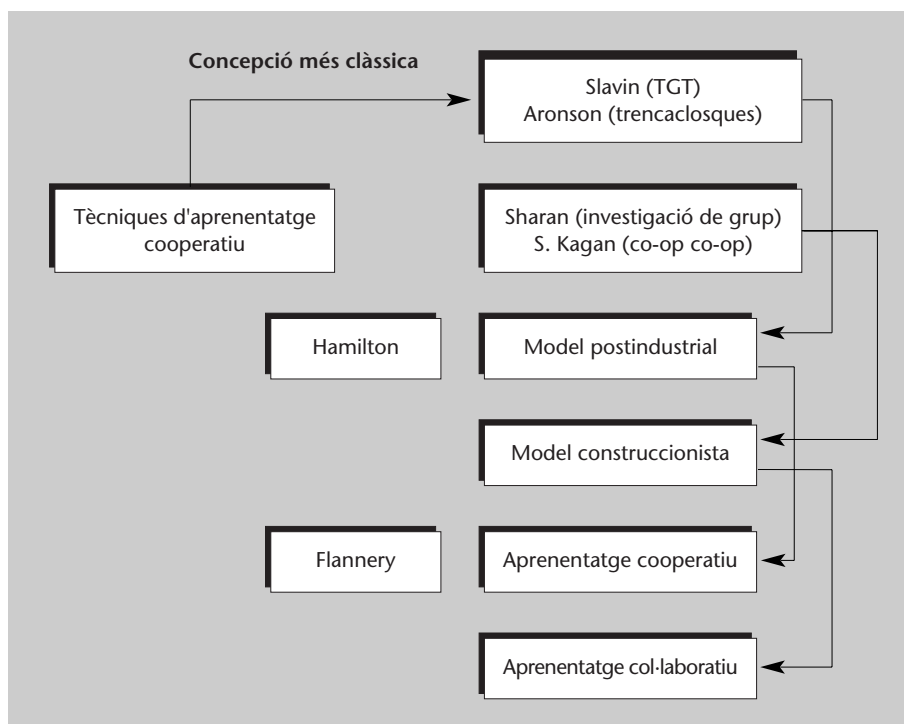 Concepció més clàssica
Slavin (TGT)
Aronson (trencaclosques)
Tècniques d'aprenentatge
cooperatiu
Sharan (investigació de grup)
S. Kagan (co-op co-op)
Hamilton
Model postindustrial
Model construccionista
Flannery
Aprenentatge cooperatiu
Aprenentatge col·laboratiu